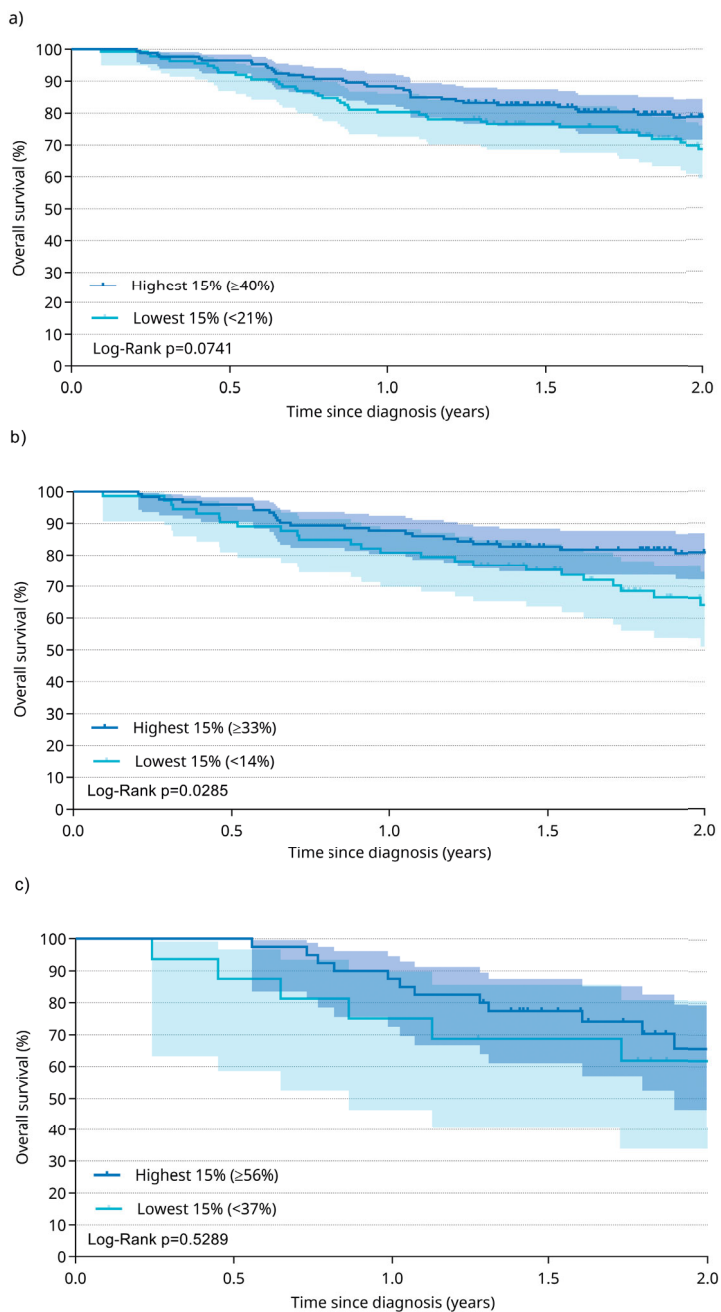 a)
100
90
80
70
60
50
40
30
20
10
0
Overall survival (%)
Highest 15% (≥40%)
Lowest 15% (<21%)
Log-Rank p=0.0741
0.0 0.5 1.0 1.5 2.0
Time since diagnosis (years)
b)
100
90
80
70
60
50
40
30
20
10
0
Overall survival (%)
Highest 15% (≥33%)
Lowest 15% (<14%)
Log-Rank p=0.0285
0.0 0.5 1.0 1.5 2.0
Time since diagnosis (years)
c)
100
90
80
70
60
50
40
30
20
10
0
Overall survival (%)
Highest 15% (≥56%)
Lowest 15% (<37%)
Log-Rank p=0.5289
0.0 0.5 1.0 1.5 2.0
Time since diagnosis (years)